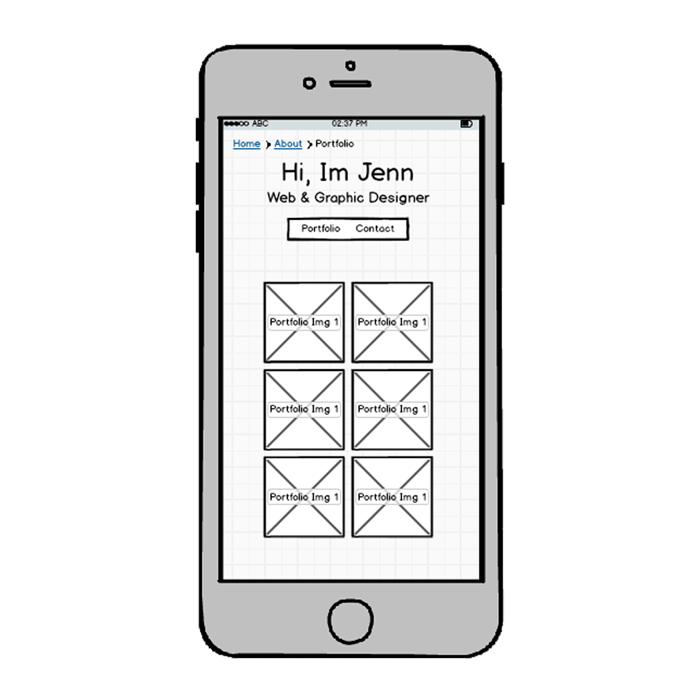 ABC 02:37 PM
Home > About > Portfolio
Hi, Im Jenn
Web & Graphic Designer
Portfolio Contact
Portfolio Img 1 Portfolio Img 1
Portfolio Img 1 Portfolio Img 1
Portfolio Img 1 Portfolio Img 1